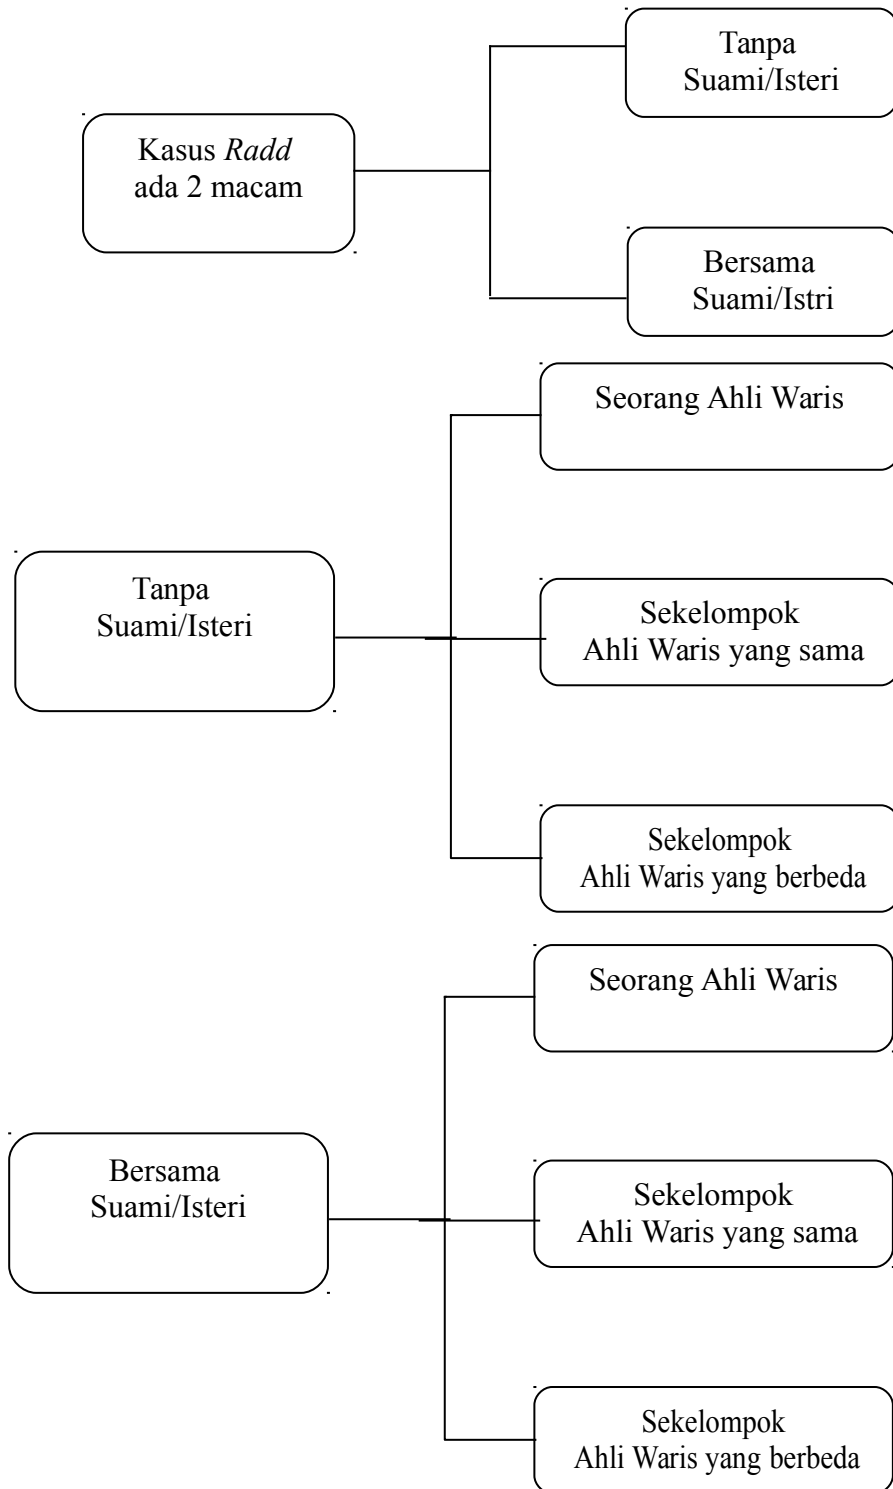 Tanpa
Suami/Isteri
Kasus Radd
ada 2 macam
Bersama
Suami/Istri
Seorang Ahli Waris
Tanpa
Suami/Isteri
Sekelompok
Ahli Waris yang sama
Sekelompok
Ahli Waris yang berbeda
Seorang Ahli Waris
Bersama
Suami/Isteri
Sekelompok
Ahli Waris yang sama
Sekelompok
Ahli Waris yang berbeda